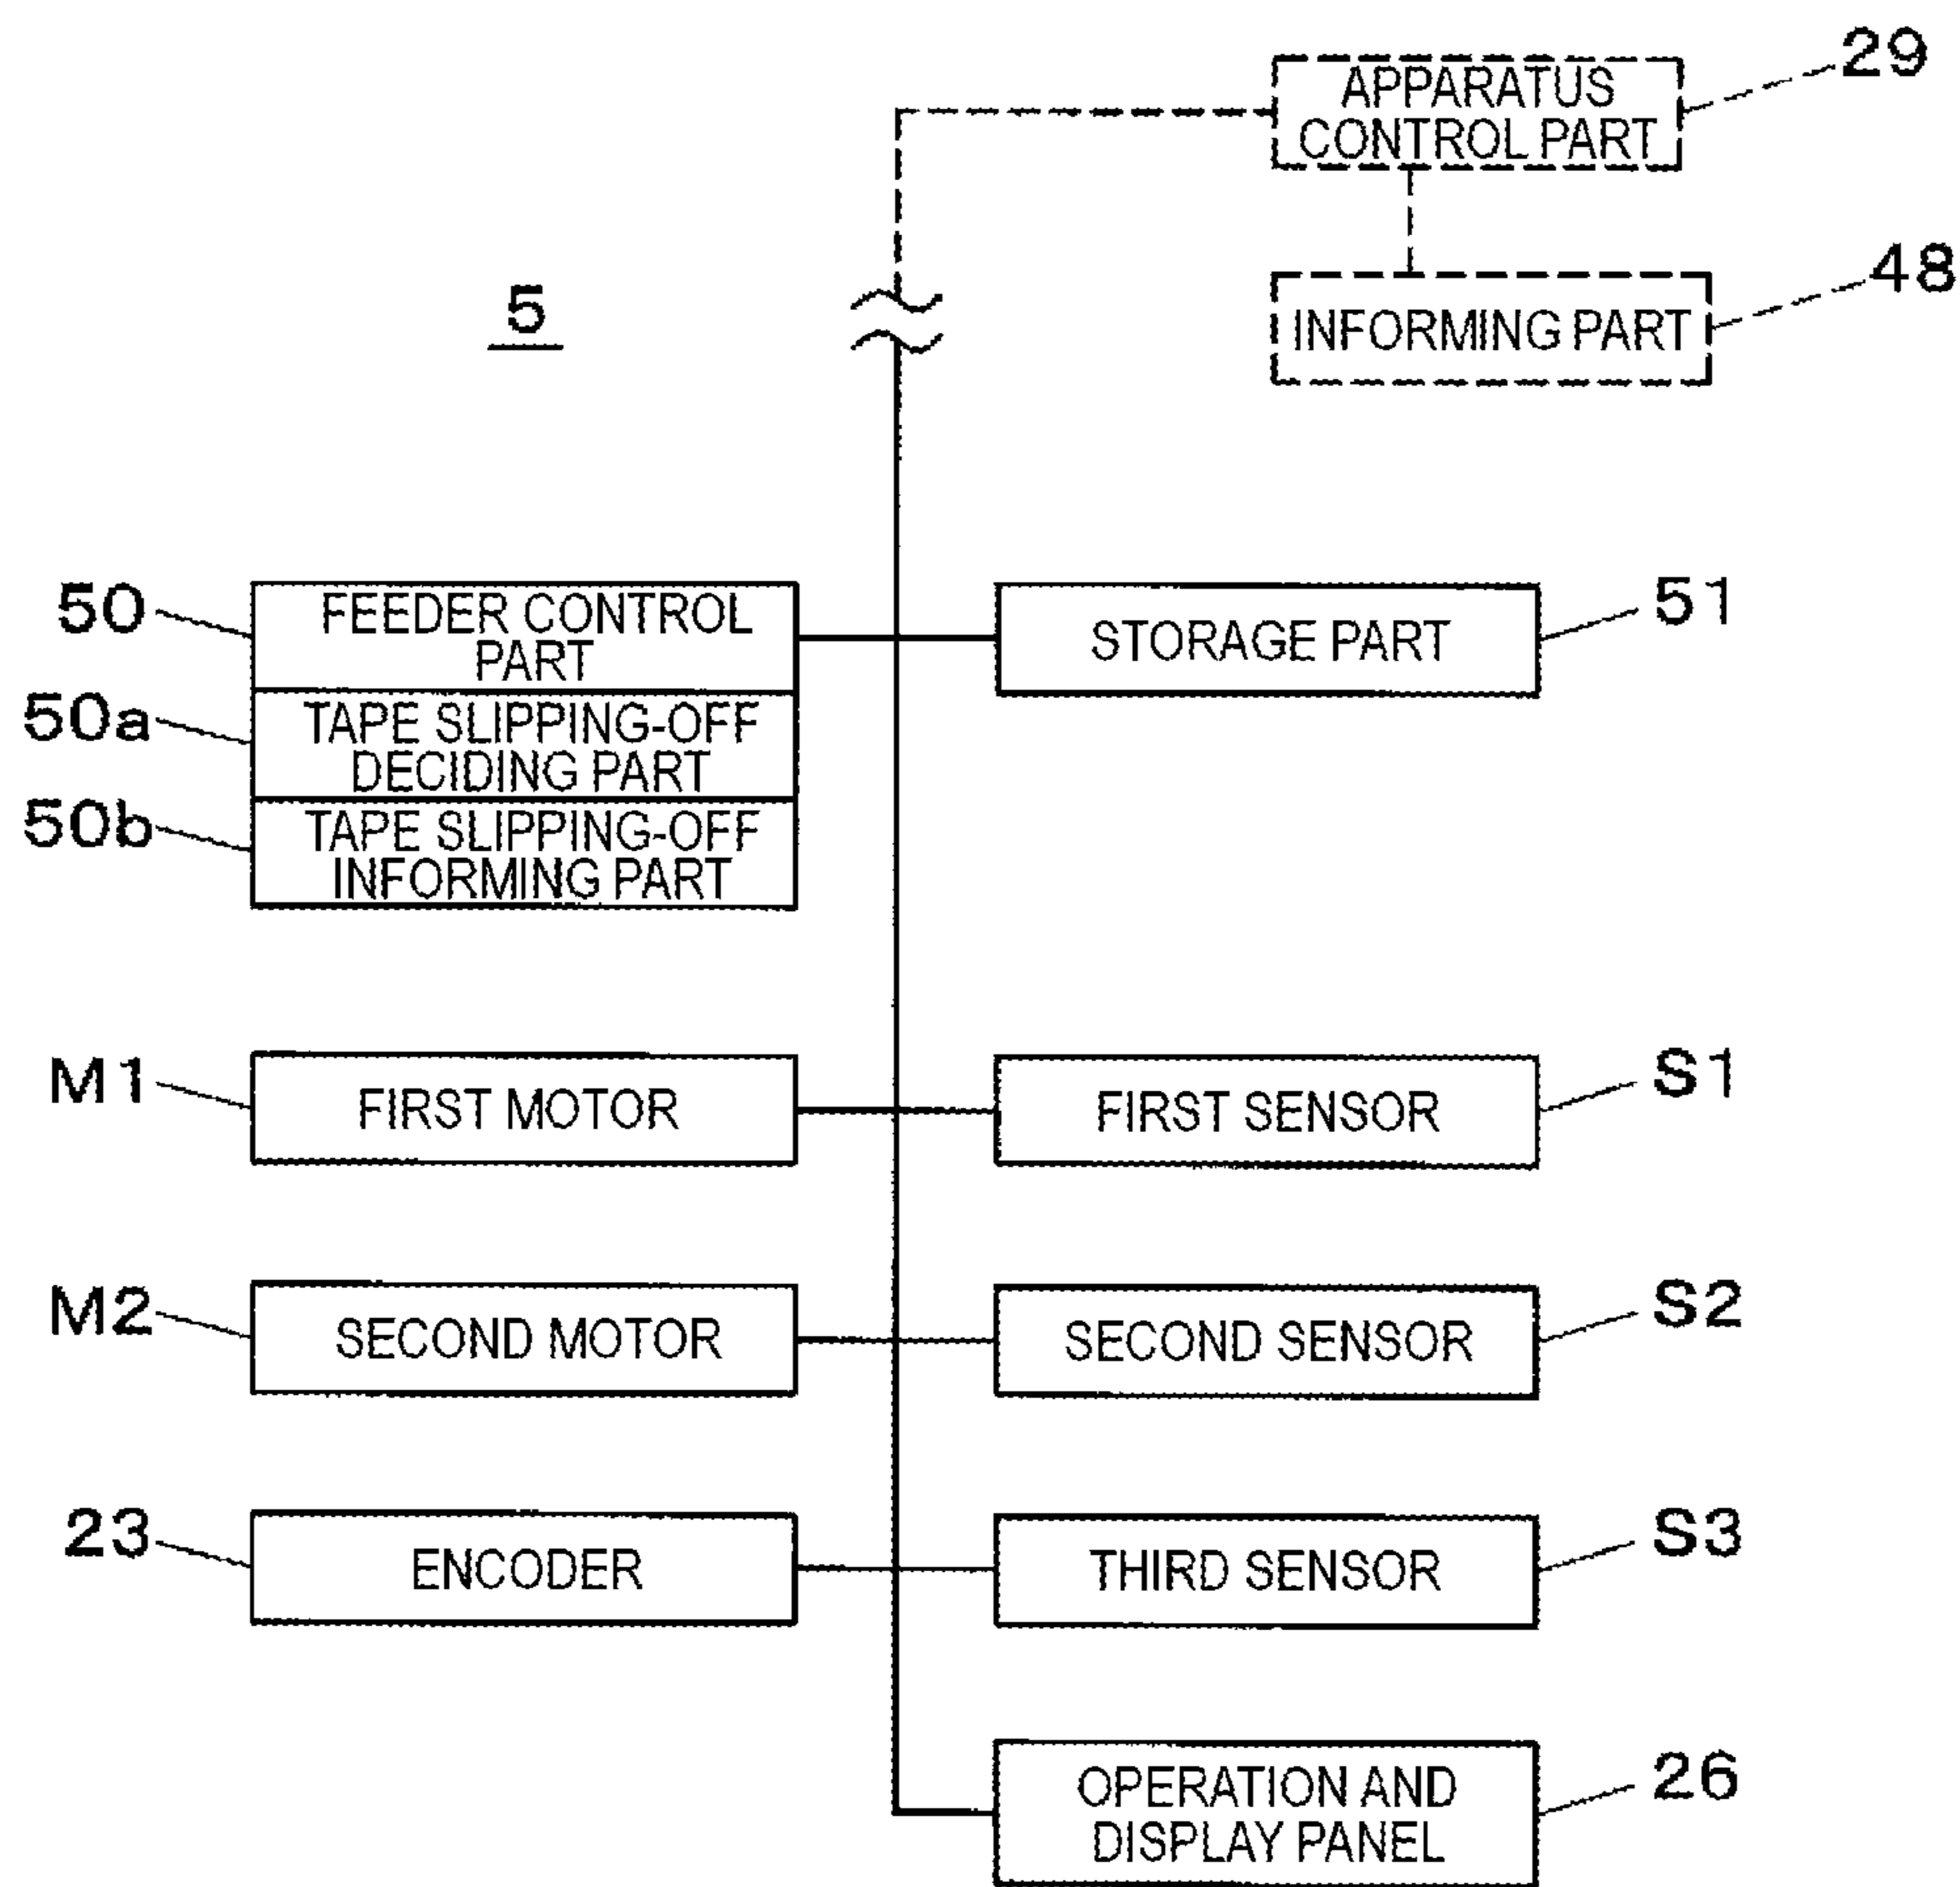 29
APPARATUS
CONTROL PART
48
INFORMING PART
5
50
FEEDER CONTROL
PART
51
STORAGE PART
50a
TAPE SLIPPING-OFF
DECIDING PART
50b
TAPE SLIPPING-OFF
INFORMING PART
M1
FIRST MOTOR
FIRST SENSOR
S1
M2
SECOND MOTOR
SECOND SENSOR
S2
23
ENCODER
THIRD SENSOR
S3
OPERATION AND
DISPLAY PANEL
26